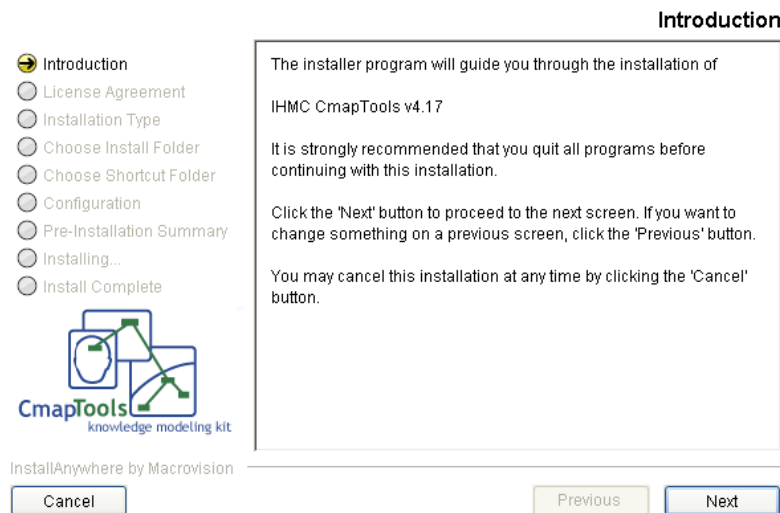 Introduction
Introduction
License Agreement
Installation Type
Choose Install Folder
Choose Shortcut Folder
Configuration
Pre-Installation Summary
Installing...
Install Complete
CmapTools
knowledge modeling kit
The installer program will guide you through the installation of
IHMC CmapTools v4.17
It is strongly recommended that you quit all programs before
continuing with this installation.
Click the 'Next' button to proceed to the next screen. If you want to
change something on a previous screen, click the 'Previous' button.
You may cancel this installation at any time by clicking the 'Cancel'
button.
InstallAnywhere by Macrovision
Cancel
Previous
Next